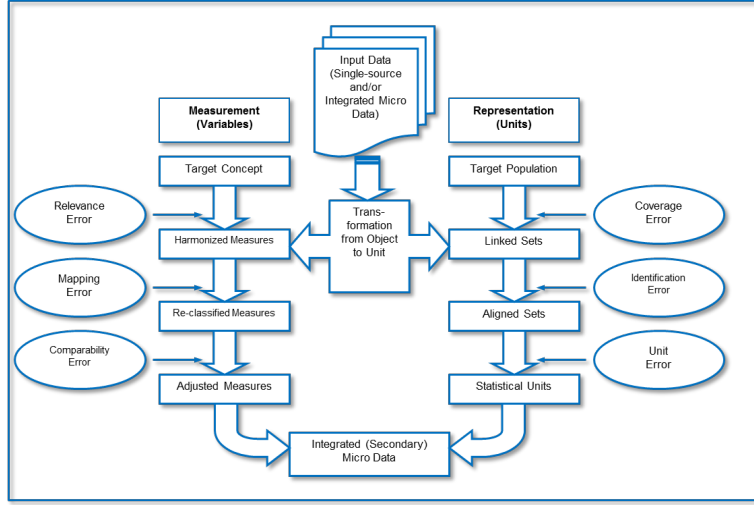 Input Data
(Single-source
and/or
Integrated Micro
Data)
Measurement
(Variables)
Representation
(Units)
Target Concept
Target Population
Relevance
Error
Trans-
formation
from Object
to Unit
Coverage
Error
Harmonized Measures
Linked Sets
Mapping
Error
Identification
Error
Re-classified Measures
Aligned Sets
Comparability
Error
Unit
Error
Adjusted Measures
Statistical Units
Integrated (Secondary)
Micro Data